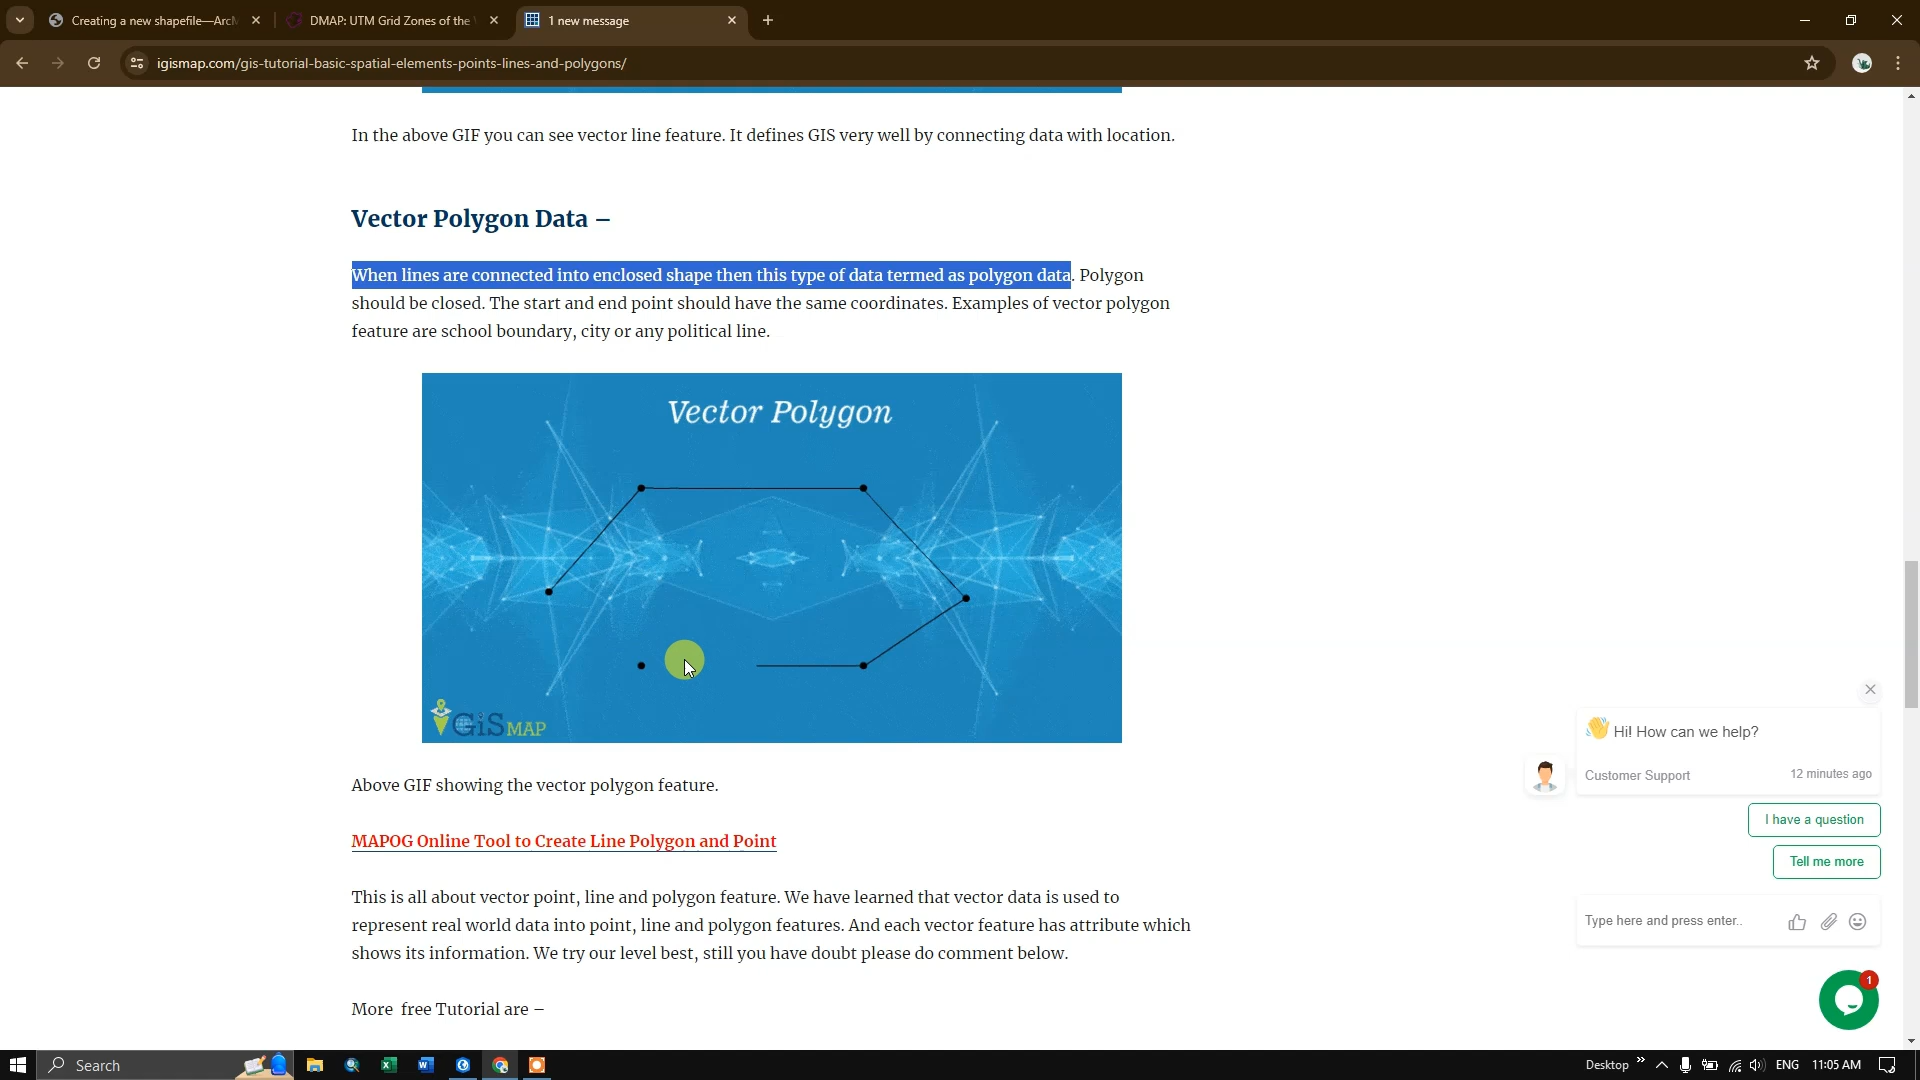 Creating a new shapefile—ArcM
DMAP: UTM Grid Zones of the W
1 new message
igismap.com/gis-tutorial-basic-spatial-elements-points-lines-and-polygons/
In the above GIF you can see vector line feature. It defines GIS very well by connecting data with location.
Vector Polygon Data –
When lines are connected into enclosed shape then this type of data termed as polygon data. Polygon
should be closed. The start and end point should have the same coordinates. Examples of vector polygon
feature are school boundary, city or any political line.
Vector Polygon
GiS MAP
Above GIF showing the vector polygon feature.
MAPOG Online Tool to Create Line Polygon and Point
This is all about vector point, line and polygon feature. We have learned that vector data is used to
represent real world data into point, line and polygon features. And each vector feature has attribute which
shows its information. We try our level best, still you have doubt please do comment below.
More free Tutorial are –
Hi! How can we help?
Customer Support
12 minutes ago
I have a question
Tell me more
Type here and press enter..
1
Search
Desktop
ENG
11:05 AM